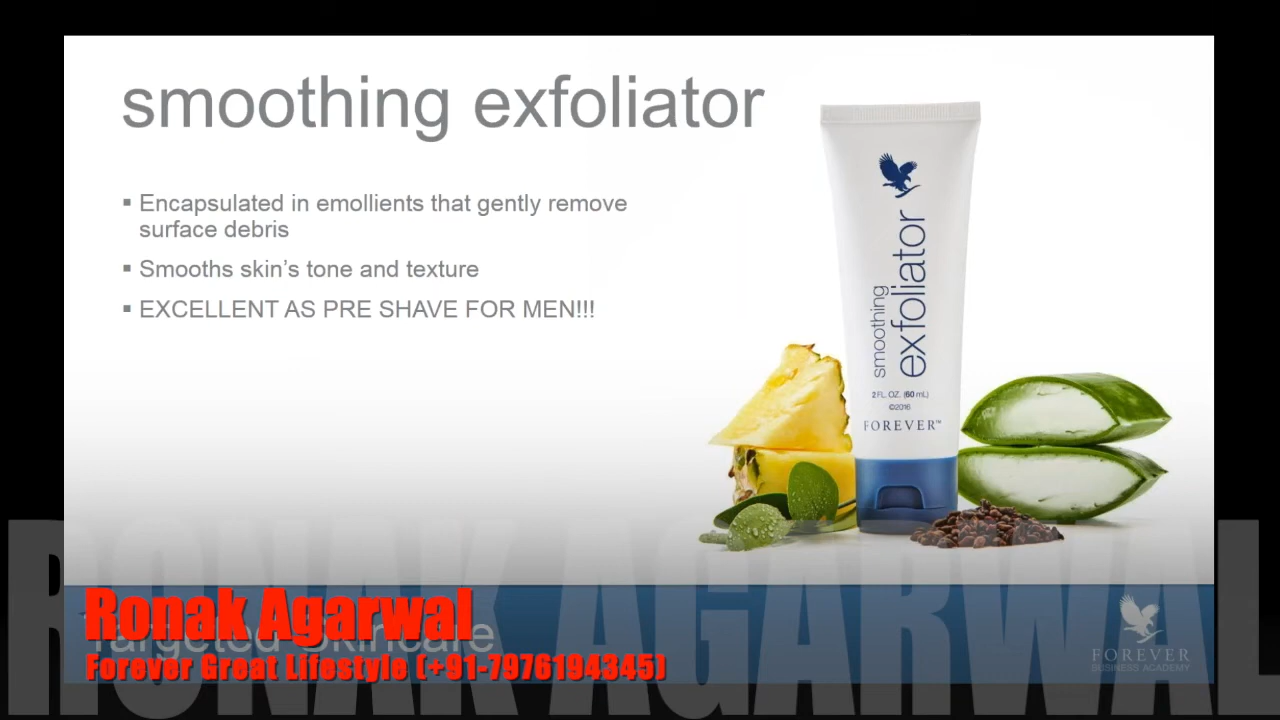 smoothing exfoliator
▪ Encapsulated in emollients that gently remove
surface debris
▪ Smooths skin's tone and texture
▪ EXCELLENT AS PRE SHAVE FOR MEN!!!
smoothing
exfoliator
2 FL. OZ. (60 mL)
©2016
FOREVER™
RONAK AGARWAL
Ronak Agarwal
Targeted Skincare
Forever Great Lifestyle (+91-7976194345)
FOREVER
BUSINESS ACADEMY